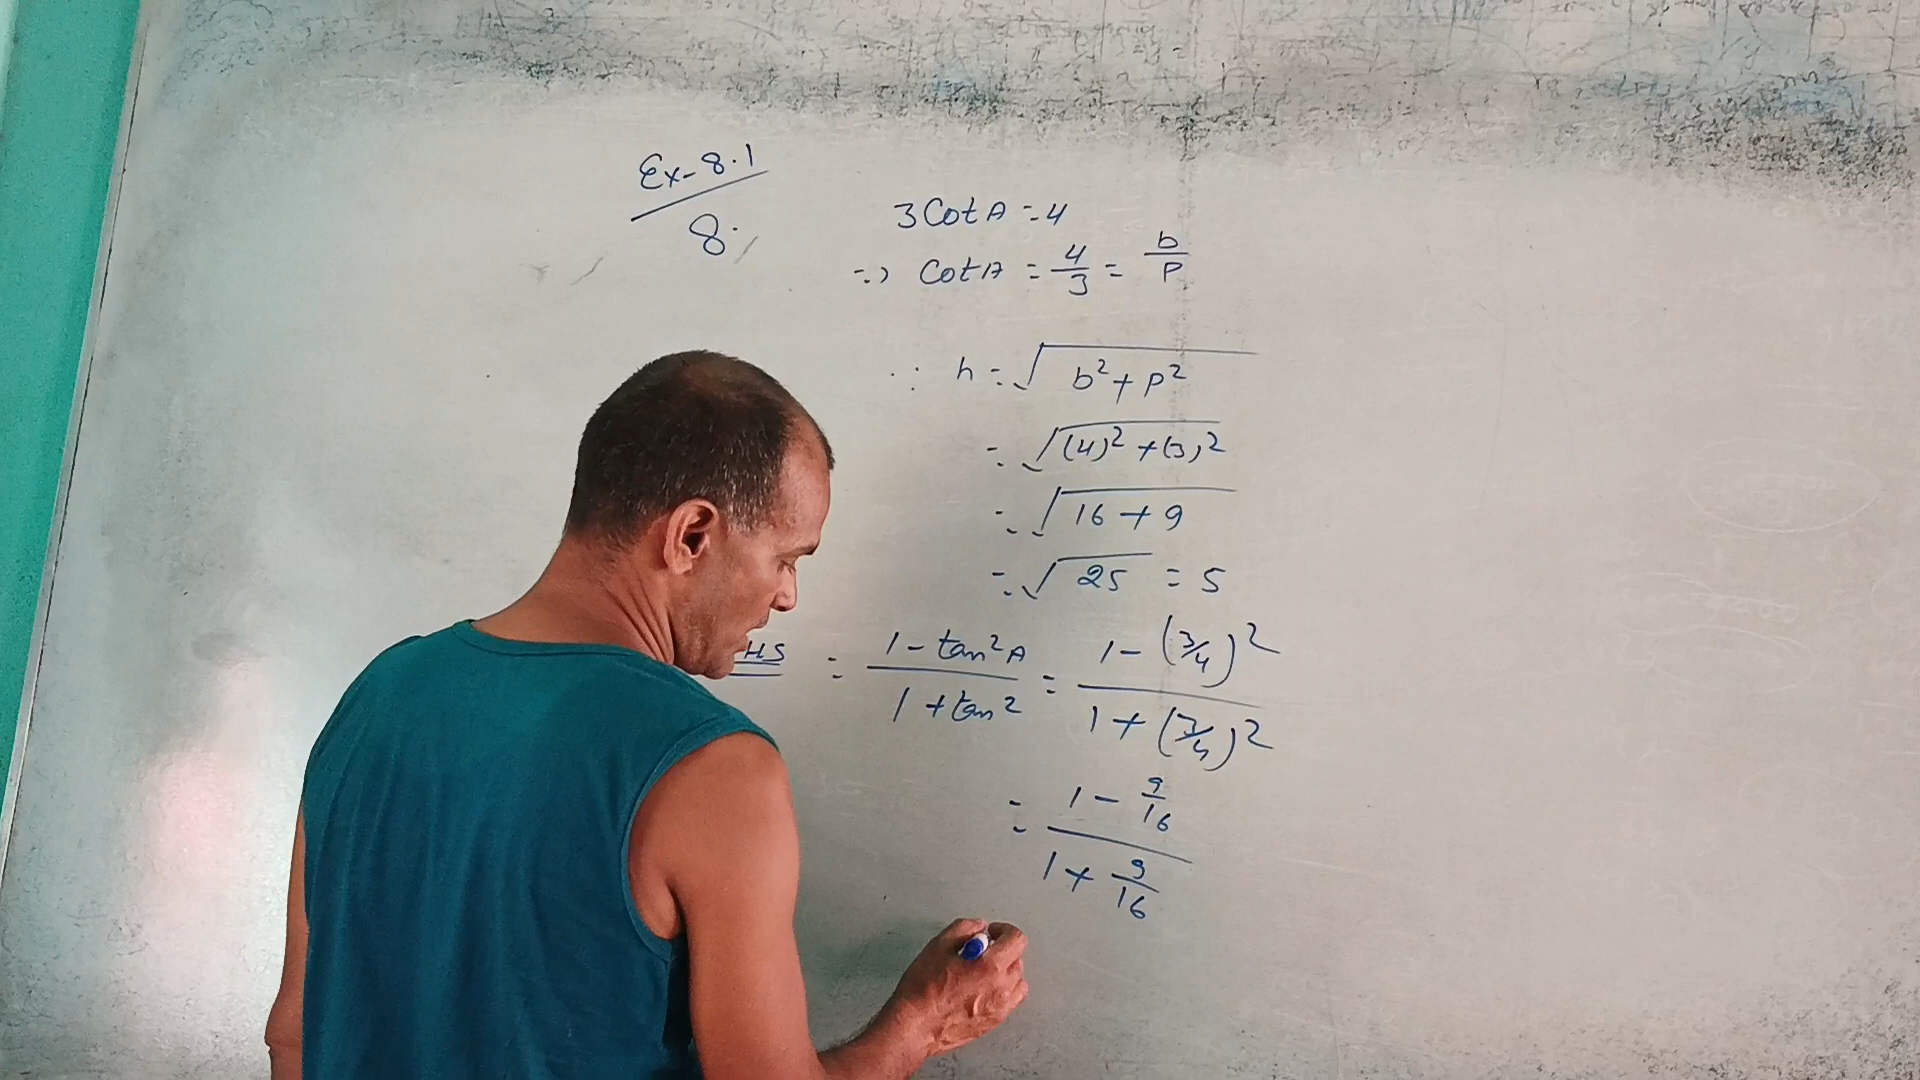 Ex-8.1
8.
3 Cot A = 4
=> Cot A = 4/3 = b/P
∴ h = √(b² + p²)
= √((4)² + (3)²)
= √(16 + 9)
= √25 = 5
HS = (1 - tan² A)/(1 + tan²) = (1 - (3/4)²)/(1 + (3/4)²)
= (1 - 9/16)/(1 + 9/16)